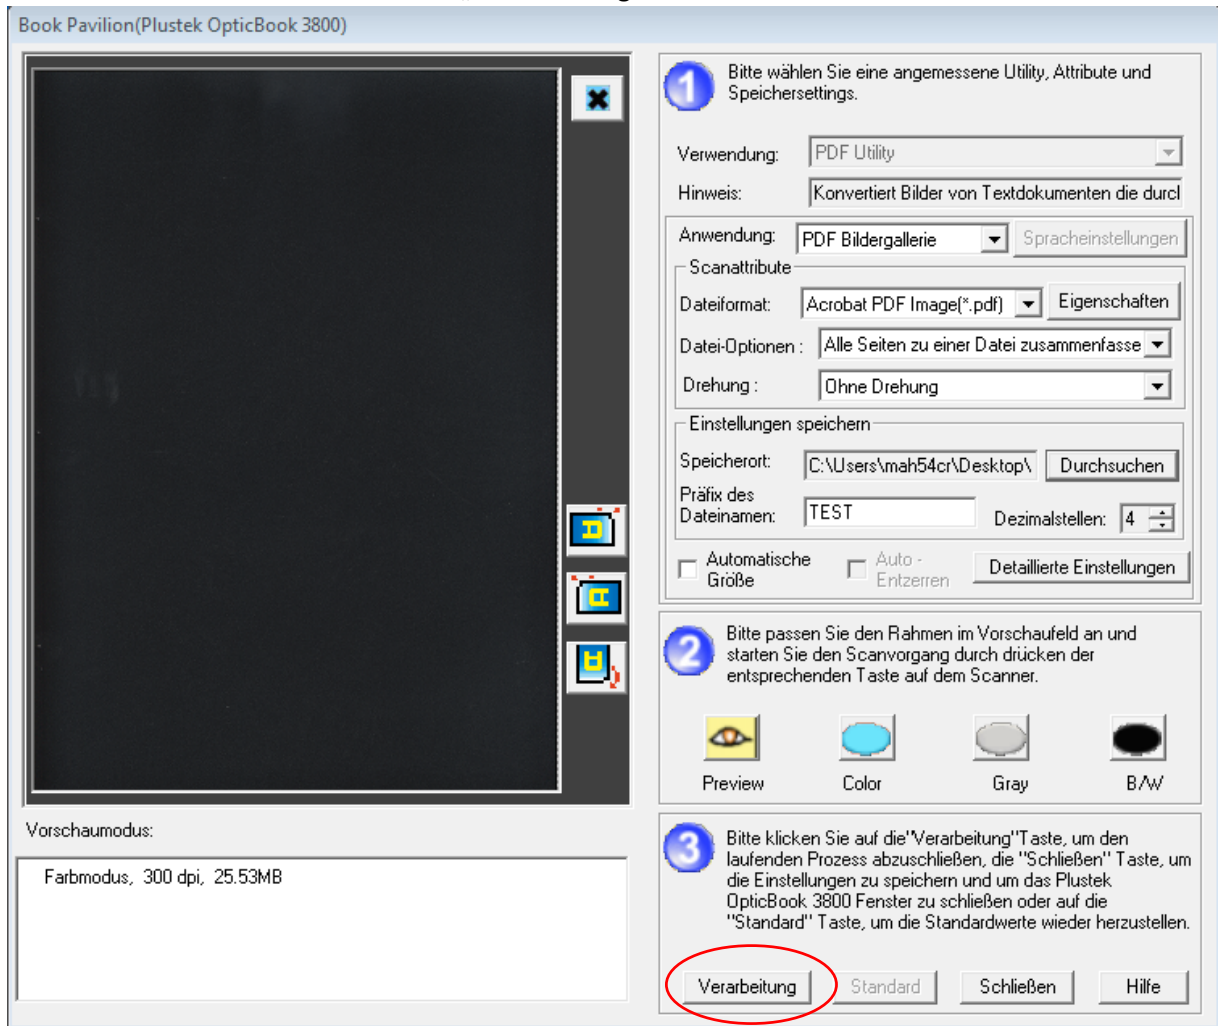 Book Pavilion(Plustek OpticBook 3800)
1
Bitte wählen Sie eine angemessene Utility, Attribute und
Speichersettings.
Verwendung: PDF Utility
Hinweis: Konvertiert Bilder von Textdokumenten die durcl
Anwendung: PDF Bildergallerie Spracheinstellungen
Scanattribute
Dateiformat: Acrobat PDF Image(*.pdf) Eigenschaften
Datei-Optionen : Alle Seiten zu einer Datei zusammenfasse
Drehung : Ohne Drehung
Einstellungen speichern
Speicherort: C:\Users\mah54cr\Desktop\ Durchsuchen
Präfix des
Dateinamen: TEST Dezimalstellen: 4
Automatische
Größe
Auto -
Entzerren
Detaillierte Einstellungen
2
Bitte passen Sie den Rahmen im Vorschaufeld an und
starten Sie den Scanvorgang durch drücken der
entsprechenden Taste auf dem Scanner.
Preview Color Gray B/W
Vorschaumodus:
Farbmodus, 300 dpi, 25.53MB
3
Bitte klicken Sie auf die"Verarbeitung"Taste, um den
laufenden Prozess abzuschließen, die "Schließen" Taste, um
die Einstellungen zu speichern und um das Plustek
OpticBook 3800 Fenster zu schließen oder auf die
"Standard" Taste, um die Standardwerte wieder herzustellen.
Verarbeitung Standard Schließen Hilfe